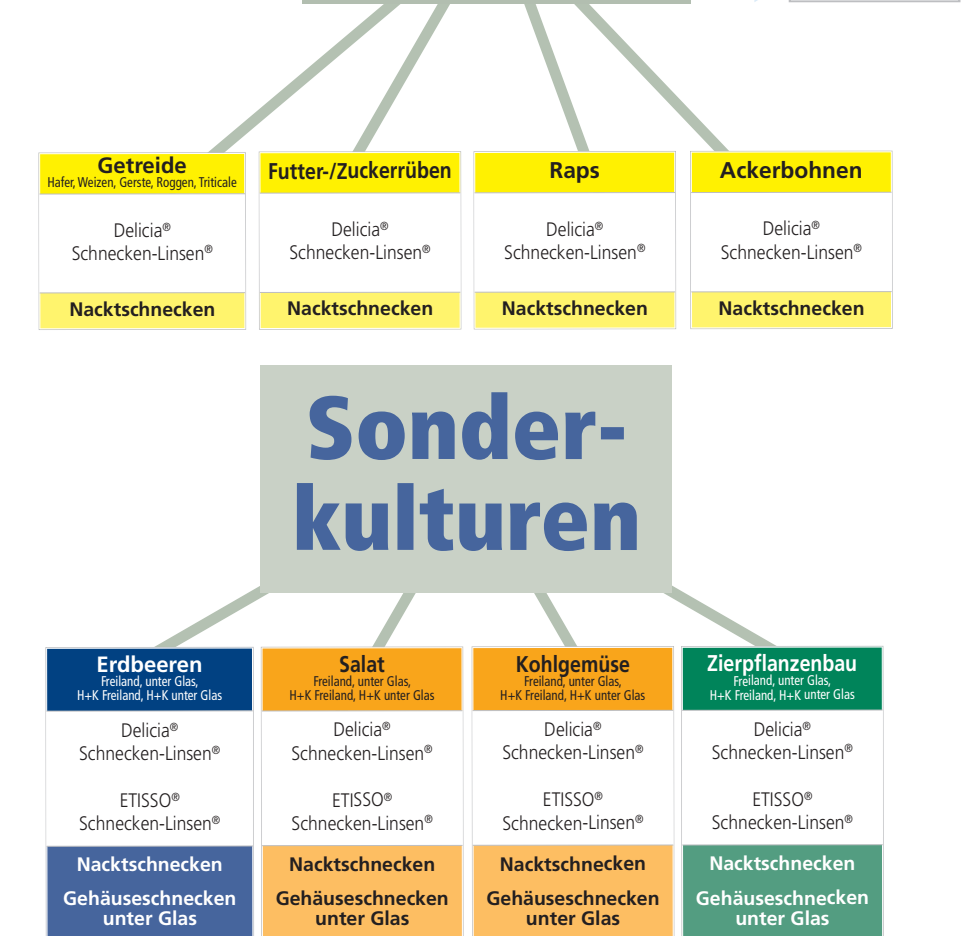 Getreide
Hafer, Weizen, Gerste, Roggen, Triticale
Delicia®
Schnecken-Linsen®
Nacktschnecken
Futter-/Zuckerrüben
Delicia®
Schnecken-Linsen®
Nacktschnecken
Raps
Delicia®
Schnecken-Linsen®
Nacktschnecken
Ackerbohnen
Delicia®
Schnecken-Linsen®
Nacktschnecken
Sonder-
kulturen
Erdbeeren
Freiland, unter Glas,
+K Freiland, H+K unter Glas
Delicia®
Schnecken-Linsen®
ETISSO®
Schnecken-Linsen®
Nacktschnecken
Gehäuseschnecken
unter Glas
Salat
Freiland, unter Glas,
H+K Freiland, H+K unter Glas
Delicia®
Schnecken-Linsen®
ETISSO®
Schnecken-Linsen®
Nacktschnecken
Gehäuseschnecken
unter Glas
Kohlgemüse
Freiland, unter Glas,
H+K Freiland, H+K unter Glas
Delicia®
Schnecken-Linsen®
ETISSO®
Schnecken-Linsen®
Nacktschnecken
Gehäuseschnecken
unter Glas
Zierpflanzenbau
Freiland, unter Glas,
H+K Freiland, H+K unter Glas
Delicia®
Schnecken-Linsen®
ETISSO®
Schnecken-Linsen®
Nacktschnecken
Gehäuseschnecken
unter Glas